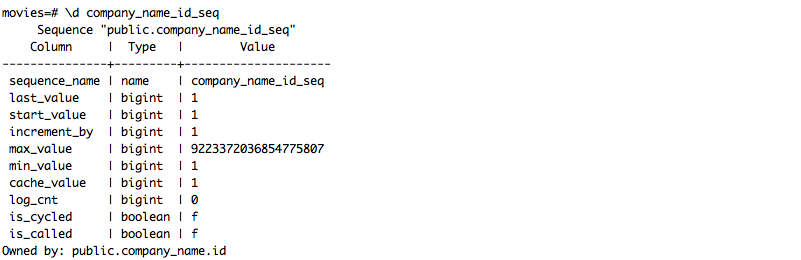 movies=# \d company_name_id_seq
     Sequence "public.company_name_id_seq"
    Column     |  Type   |        Value
---------------+---------+---------------------
 sequence_name | name    | company_name_id_seq
 last_value    | bigint  | 1
 start_value   | bigint  | 1
 increment_by  | bigint  | 1
 max_value     | bigint  | 9223372036854775807
 min_value     | bigint  | 1
 cache_value   | bigint  | 1
 log_cnt       | bigint  | 0
 is_cycled     | boolean | f
 is_called     | boolean | f
Owned by: public.company_name.id